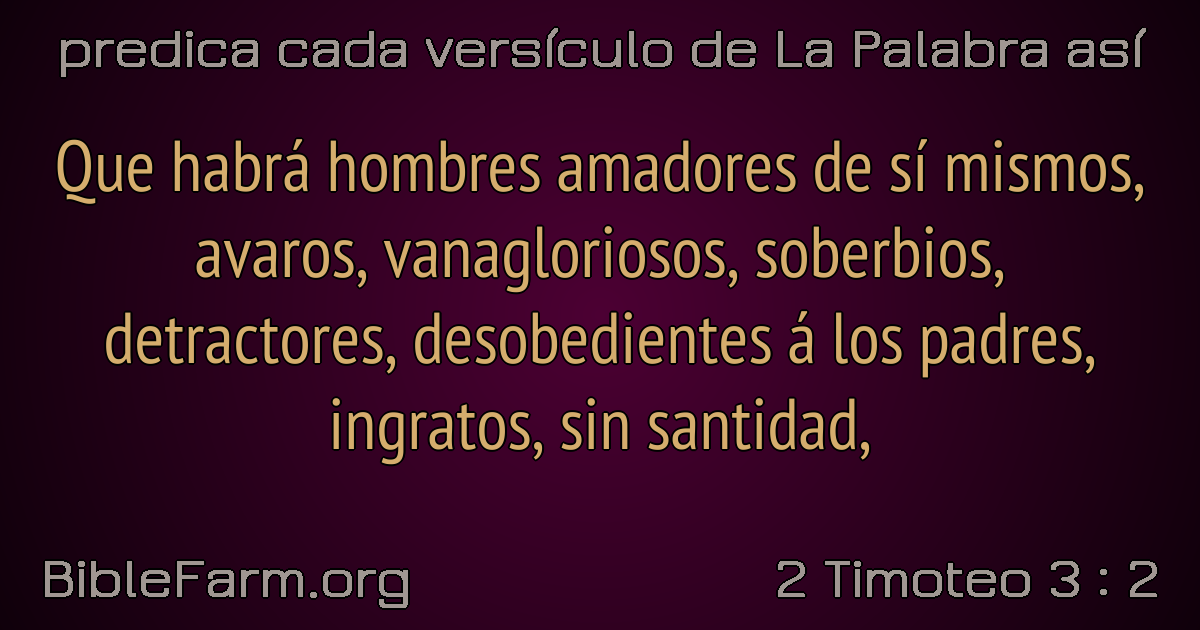 predica cada versículo de La Palabra así
Que habrá hombres amadores de sí mismos,
avaros, vanagloriosos, soberbios,
detractores, desobedientes á los padres,
ingratos, sin santidad,
BibleFarm.org
2 Timoteo 3 : 2